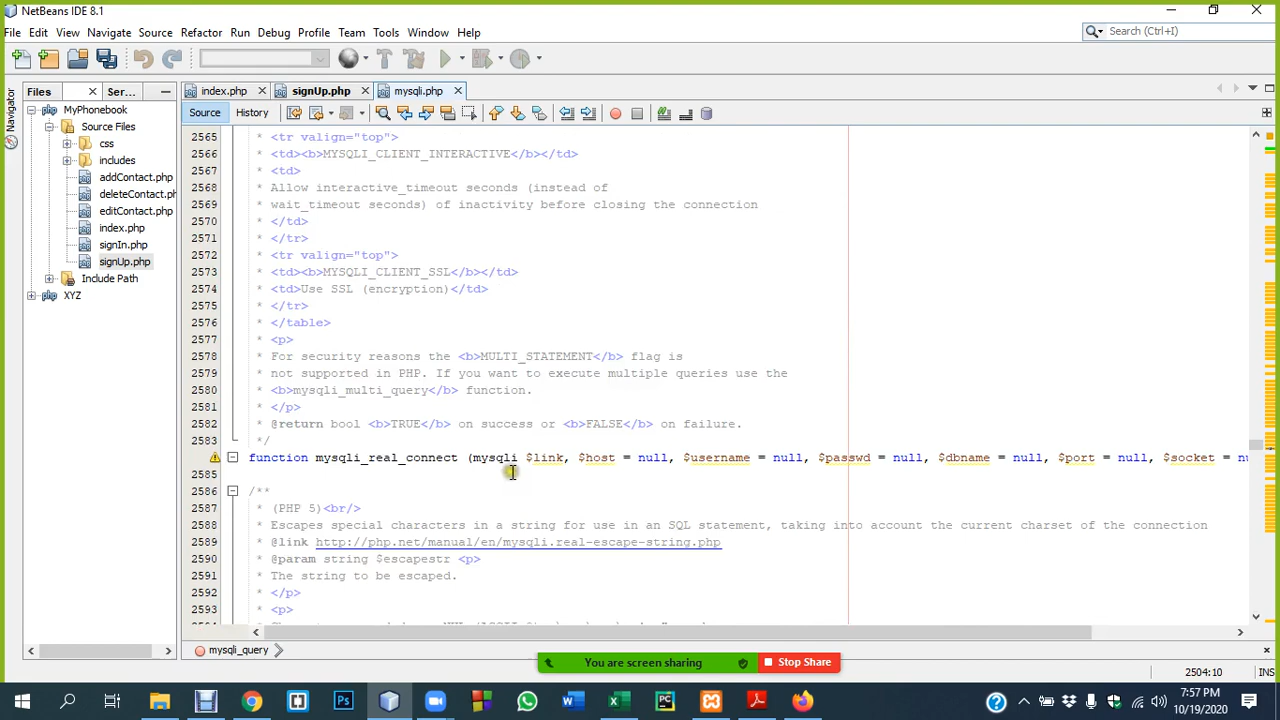 NetBeans IDE 8.1
File Edit View Navigate Source Refactor Run Debug Profile Team Tools Window Help
Search (Ctrl+I)
Files Ser...
index.php signUp.php mysqli.php
Source History
Navigator
MyPhonebook
Source Files
css
includes
addContact.php
deleteContact.ph
editContact.php
index.php
signIn.php
signUp.php
Include Path
XYZ
2565 * <tr valign="top">
2566 * <td><b>MYSQLI_CLIENT_INTERACTIVE</b></td>
2567 * <td>
2568 * Allow interactive_timeout seconds (instead of
2569 * wait_timeout seconds) of inactivity before closing the connection
2570 * </td>
2571 * </tr>
2572 * <tr valign="top">
2573 * <td><b>MYSQLI_CLIENT_SSL</b></td>
2574 * <td>Use SSL (encryption)</td>
2575 * </tr>
2576 * </table>
2577 * <p>
2578 * For security reasons the <b>MULTI_STATEMENT</b> flag is
2579 * not supported in PHP. If you want to execute multiple queries use the
2580 * <b>mysqli_multi_query</b> function.
2581 * </p>
2582 * @return bool <b>TRUE</b> on success or <b>FALSE</b> on failure.
2583 */
function mysqli_real_connect (mysqli $link, $host = null, $username = null, $passwd = null, $dbname = null, $port = null, $socket = nu
2585
2586 /**
2587 * (PHP 5)<br/>
2588 * Escapes special characters in a string for use in an SQL statement, taking into account the current charset of the connection
2589 * @link http://php.net/manual/en/mysqli.real-escape-string.php
2590 * @param string $escapestr <p>
2591 * The string to be escaped.
2592 * </p>
2593 * <p>
mysqli_query
You are screen sharing Stop Share
2504:10 INS
7:57 PM
10/19/2020